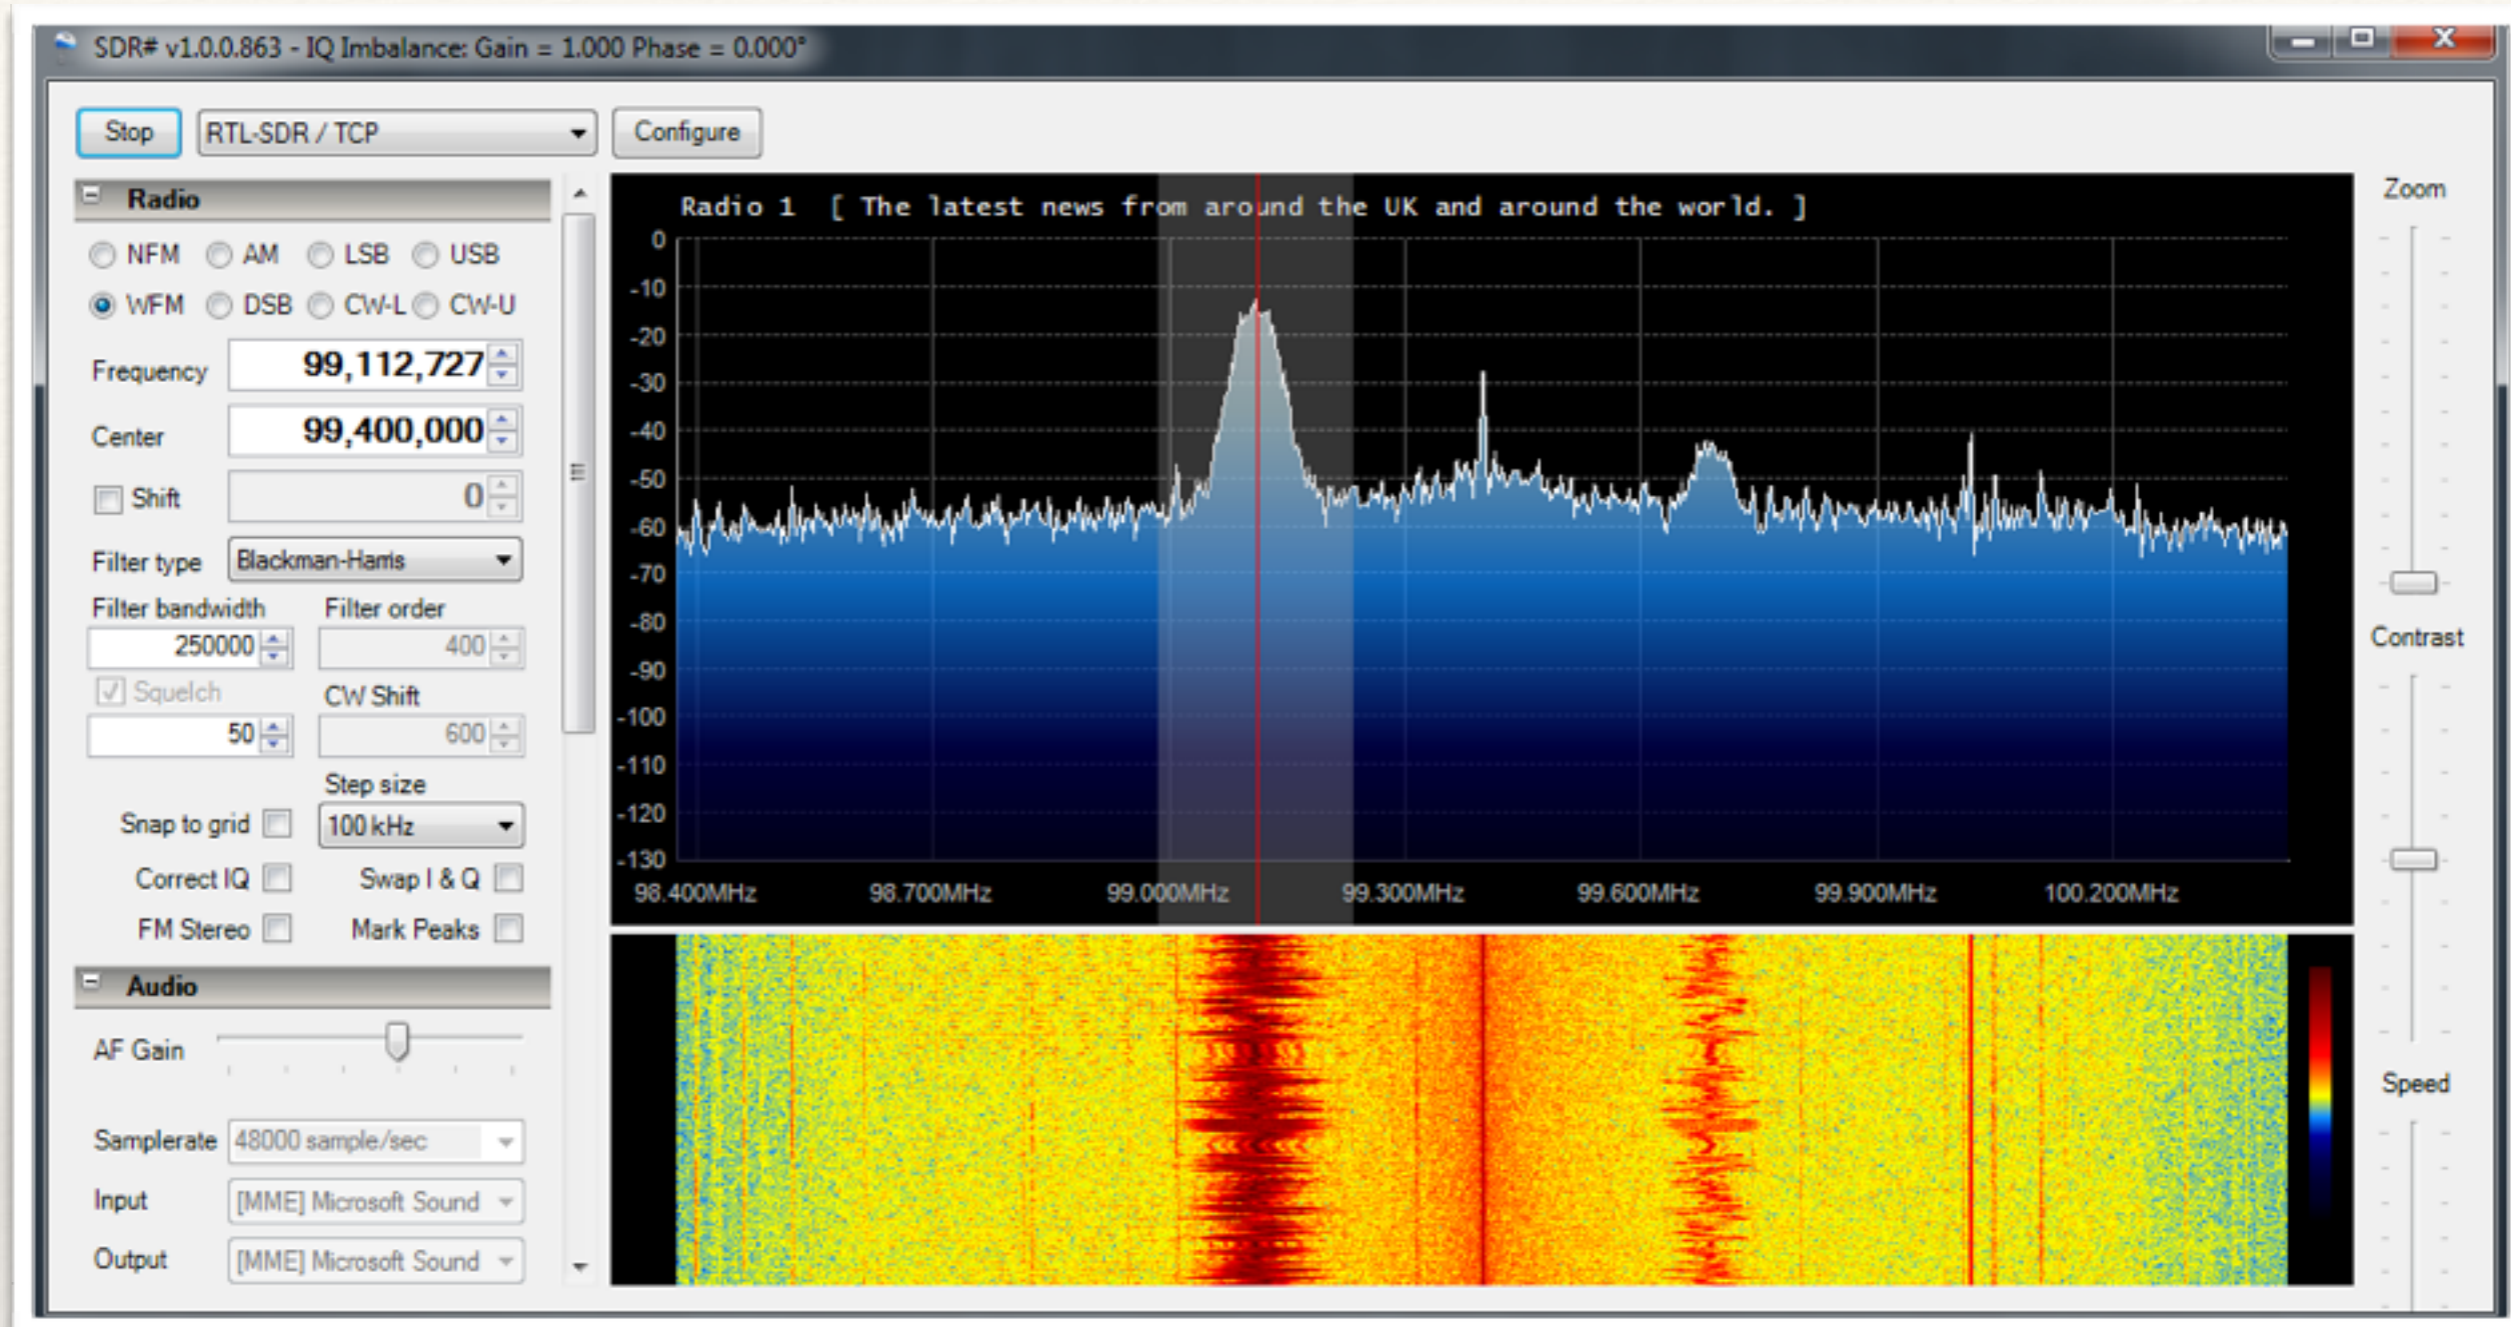 SDR# v1.0.0.863 - IQ Imbalance: Gain = 1.000 Phase = 0.000°
Stop RTL-SDR / TCP Configure
Radio
NFM AM LSB USB
WFM DSB CW-L CW-U
Frequency 99,112,727
Center 99,400,000
Shift 0
Filter type Blackman-Harris
Filter bandwidth Filter order
250000 400
Squelch CW Shift
50 600
Step size
Snap to grid 100 kHz
Correct IQ Swap I & Q
FM Stereo Mark Peaks
Audio
AF Gain
Samplerate 48000 sample/sec
Input [MME] Microsoft Sound
Output [MME] Microsoft Sound
Radio 1 [ The latest news from around the UK and around the world. ]
0
-10
-20
-30
-40
-50
-60
-70
-80
-90
-100
-110
-120
-130
98.400MHz 98.700MHz 99.000MHz 99.300MHz 99.600MHz 99.900MHz 100.200MHz
Zoom
Contrast
Speed